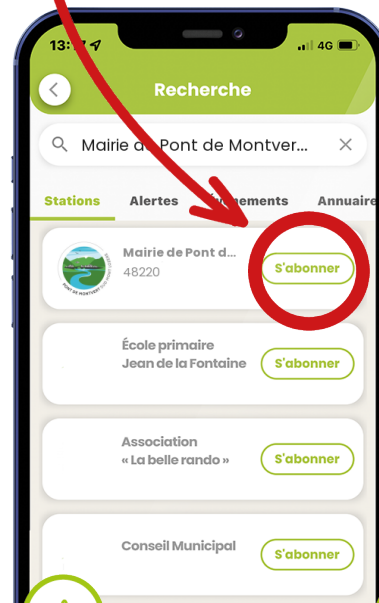 13:
4G
Recherche
Mairie de Pont de Montver...
Stations Alertes Événements Annuaire
Mairie de Pont d...
48220
S'abonner
École primaire
Jean de la Fontaine
S'abonner
Association
« La belle rando »
S'abonner
Conseil Municipal
S'abonner